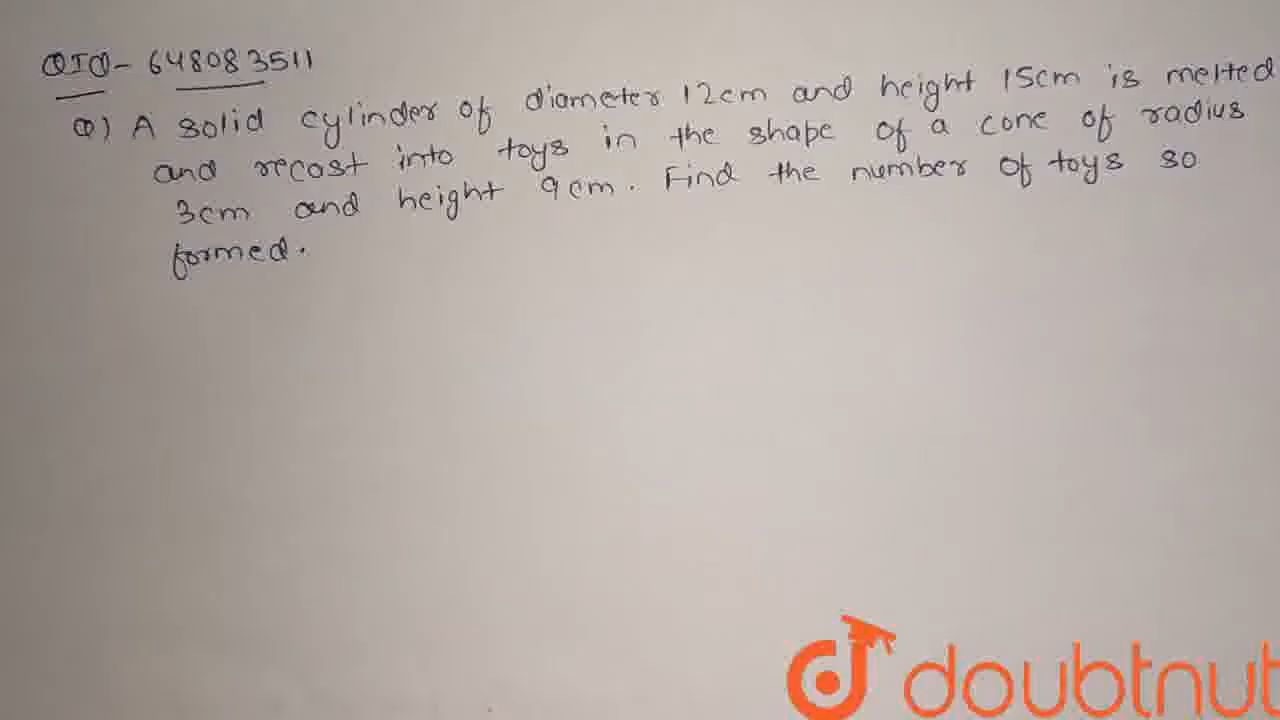 QID- 648083511
Q) A solid cylinder of diameter 12cm and height 15cm is melted
and recast into toys in the shape of a cone of radius
3cm and height 9cm. Find the number of toys so
formed.
doubtnut